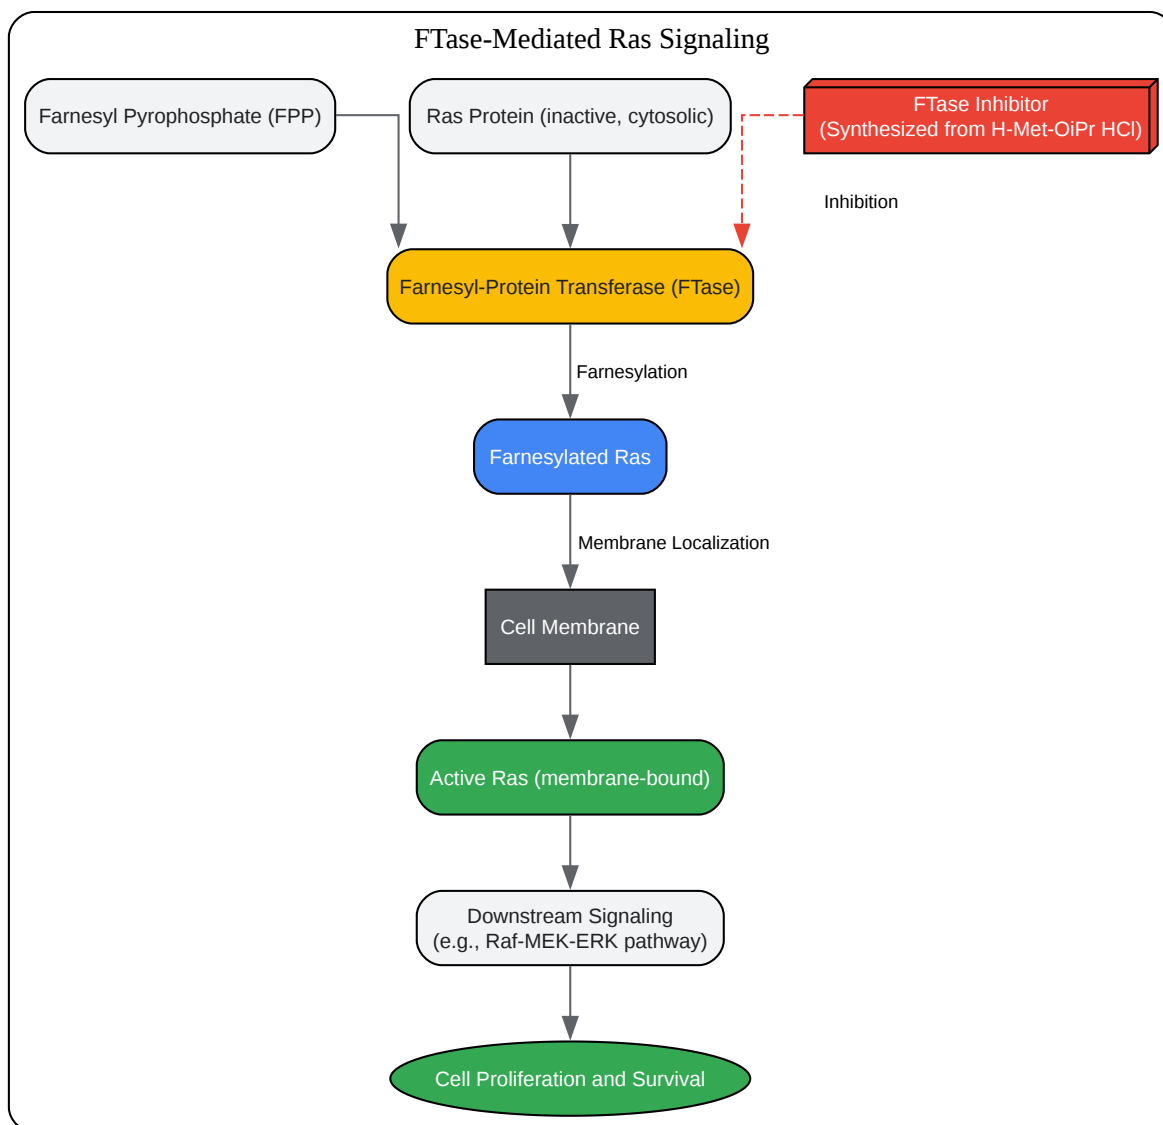 FTase-Mediated Ras Signaling
Farnesyl Pyrophosphate (FPP)
Ras Protein (inactive, cytosolic)
FTase Inhibitor
(Synthesized from H-Met-OiPr HCl)
Inhibition
Farnesyl-Protein Transferase (FTase)
Farnesylation
Farnesylated Ras
Membrane Localization
Cell Membrane
Active Ras (membrane-bound)
Downstream Signaling
(e.g., Raf-MEK-ERK pathway)
Cell Proliferation and Survival